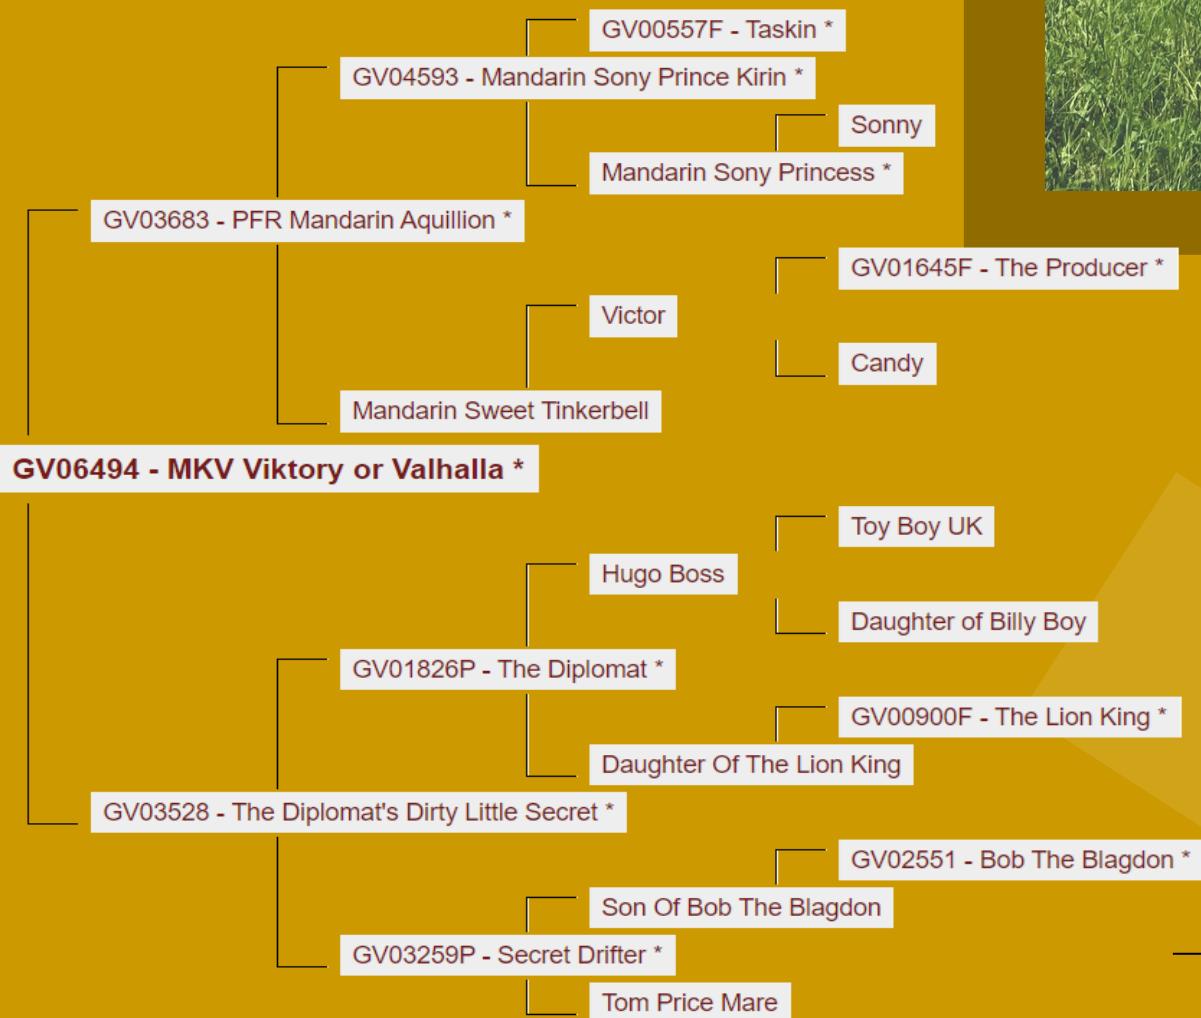 GV00557F - Taskin *
GV04593 - Mandarin Sony Prince Kirin *
Sonny
Mandarin Sony Princess *
GV03683 - PFR Mandarin Aquillion *
GV01645F - The Producer *
Victor
Candy
Mandarin Sweet Tinkerbell
GV06494 - MKV Viktory or Valhalla *
Toy Boy UK
Hugo Boss
Daughter of Billy Boy
GV01826P - The Diplomat *
GV00900F - The Lion King *
Daughter Of The Lion King
GV03528 - The Diplomat's Dirty Little Secret *
GV02551 - Bob The Blagdon *
Son Of Bob The Blagdon
GV03259P - Secret Drifter *
Tom Price Mare